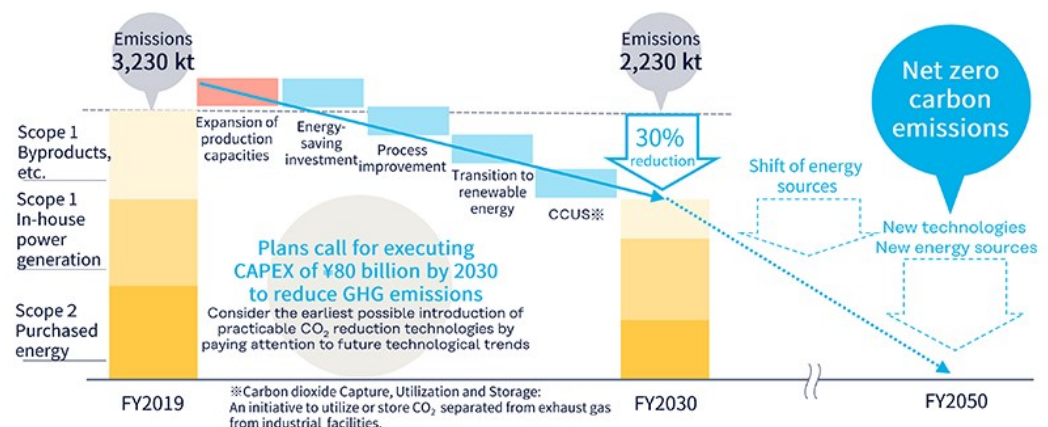 Emissions
3,230 kt
Emissions
2,230 kt
Net zero
carbon
emissions
Scope 1
Byproducts,
etc.
Scope 1
In-house
power
generation
Scope 2
Purchased
energy
Expansion of
production
capacities
Energy-
saving
investment
Process
improvement
Transition to
renewable
energy
CCUS※
30%
reduction
Shift of energy
sources
New technologies
New energy sources
Plans call for executing
CAPEX of ¥80 billion by 2030
to reduce GHG emissions
Consider the earliest possible introduction of
practicable CO₂ reduction technologies by
paying attention to future technological trends
FY2019
FY2030
FY2050
※Carbon dioxide Capture, Utilization and Storage:
An initiative to utilize or store CO₂ separated from exhaust gas
from industrial facilities.